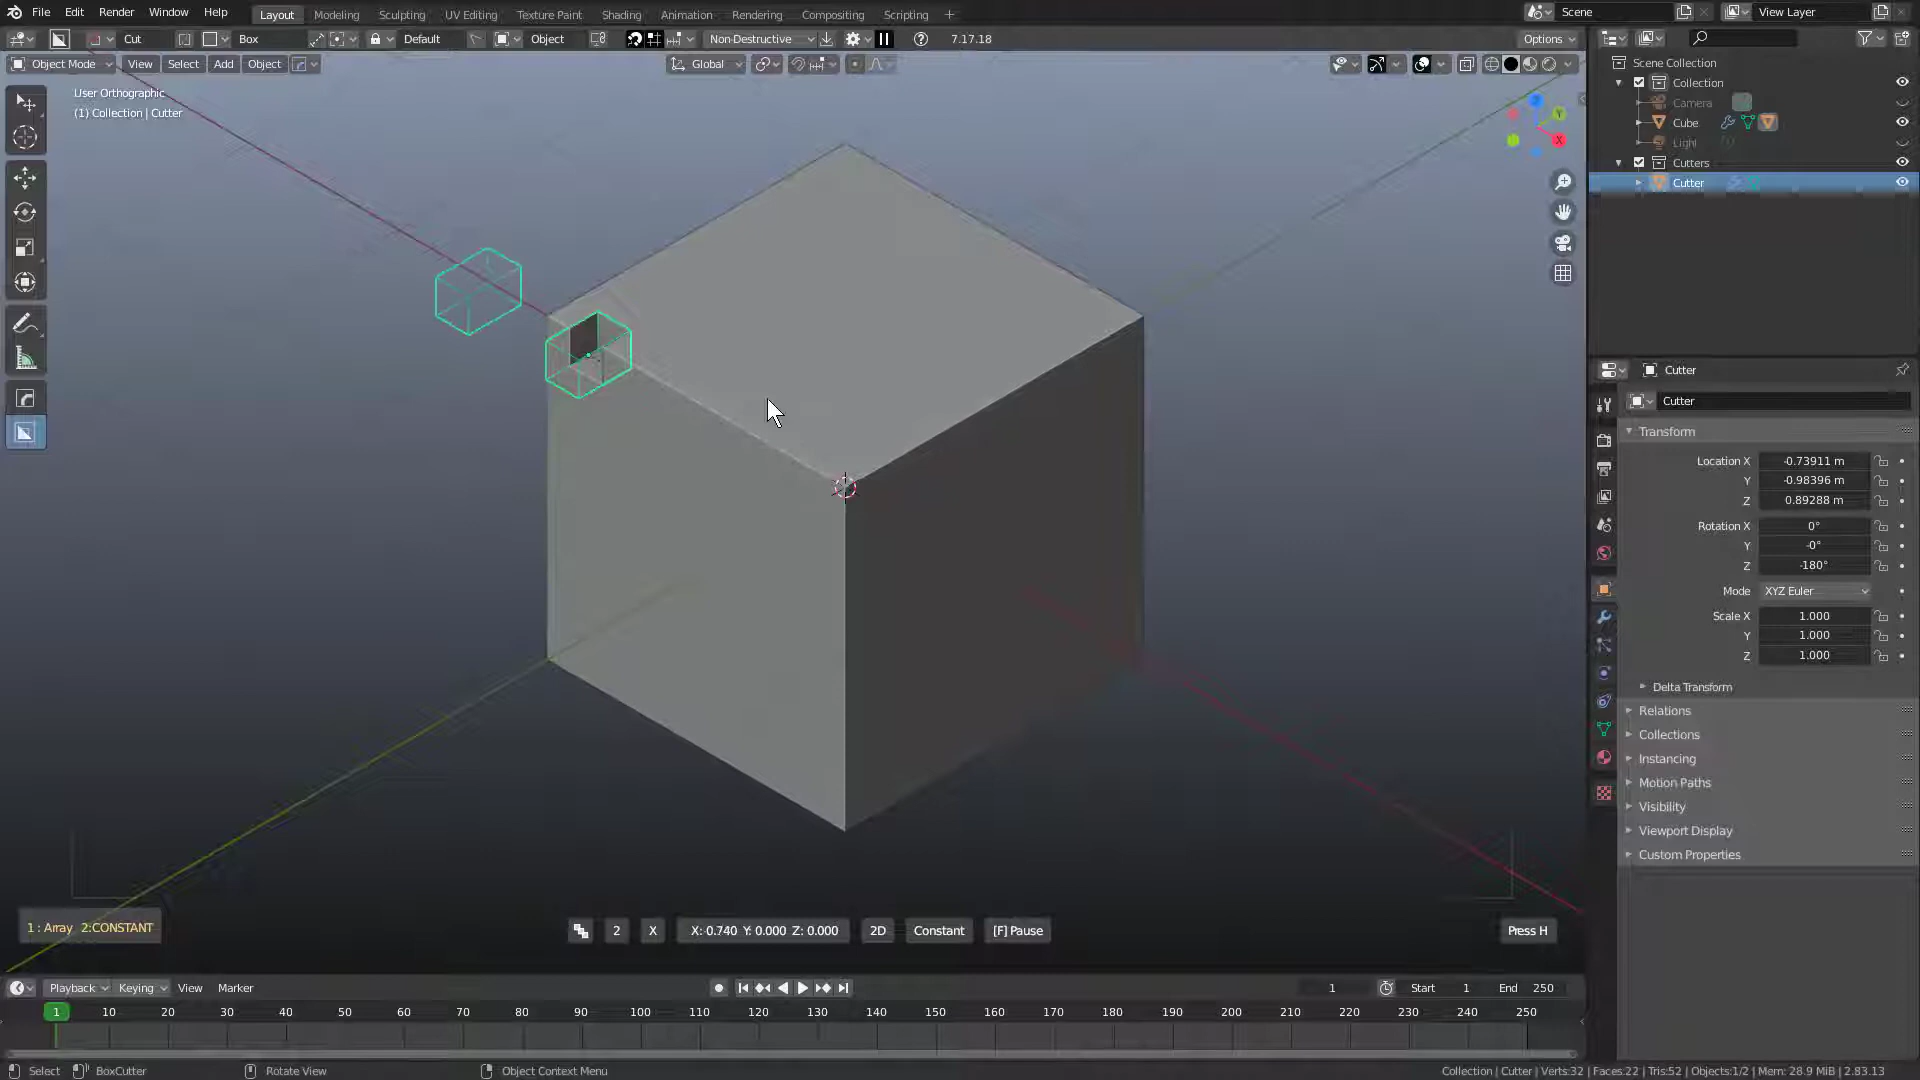 File Edit Render Window Help Layout Modeling Sculpting UV Editing Texture Paint Shading Animation Rendering Compositing Scripting + Scene View Layer
Cut Box Default Object Non-Destructive 7.17.18 Options
Object Mode View Select Add Object Global
User Orthographic
(1) Collection | Cutter
Scene Collection
Collection
Camera
Cube
Light
Cutters
Cutter
Z
Y
X
Cutter
Cutter
Transform
Location X -0.73911 m
Y -0.98396 m
Z 0.89288 m
Rotation X 0°
Y -0°
Z -180°
Mode XYZ Euler
Scale X 1.000
Y 1.000
Z 1.000
Delta Transform
Relations
Collections
Instancing
Motion Paths
Visibility
Viewport Display
Custom Properties
1 : Array 2:CONSTANT
2 X X:-0.740 Y: 0.000 Z: 0.000 2D Constant [F] Pause Press H
Playback Keying View Marker 1 Start 1 End 250
1 10 20 30 40 50 60 70 80 90 100 110 120 130 140 150 160 170 180 190 200 210 220 230 240 250
Select BoxCutter Rotate View Object Context Menu Collection | Cutter | Verts:32 | Faces:22 | Tris:52 | Objects:1/2 | Mem: 28.9 MiB | 2.83.13